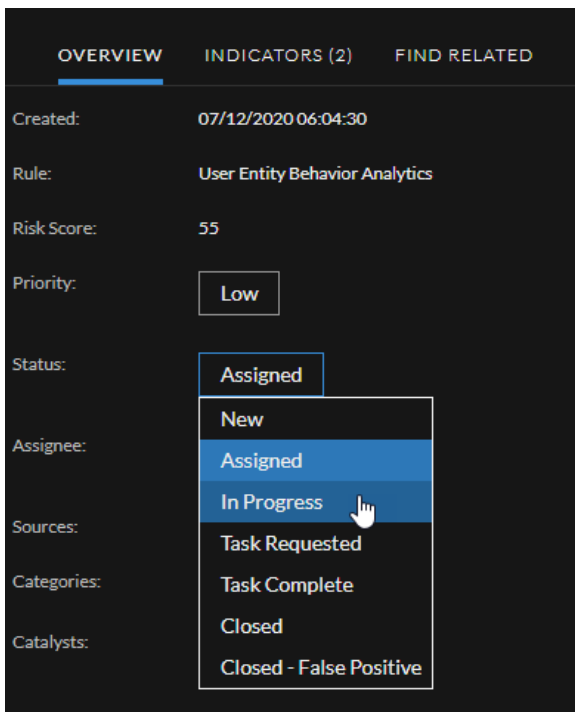 OVERVIEW INDICATORS (2) FIND RELATED
Created: 07/12/2020 06:04:30
Rule: User Entity Behavior Analytics
Risk Score: 55
Priority: Low
Status: Assigned
New
Assignee:
Assigned
In Progress
Sources:
Task Requested
Categories:
Task Complete
Closed
Catalysts:
Closed - False Positive